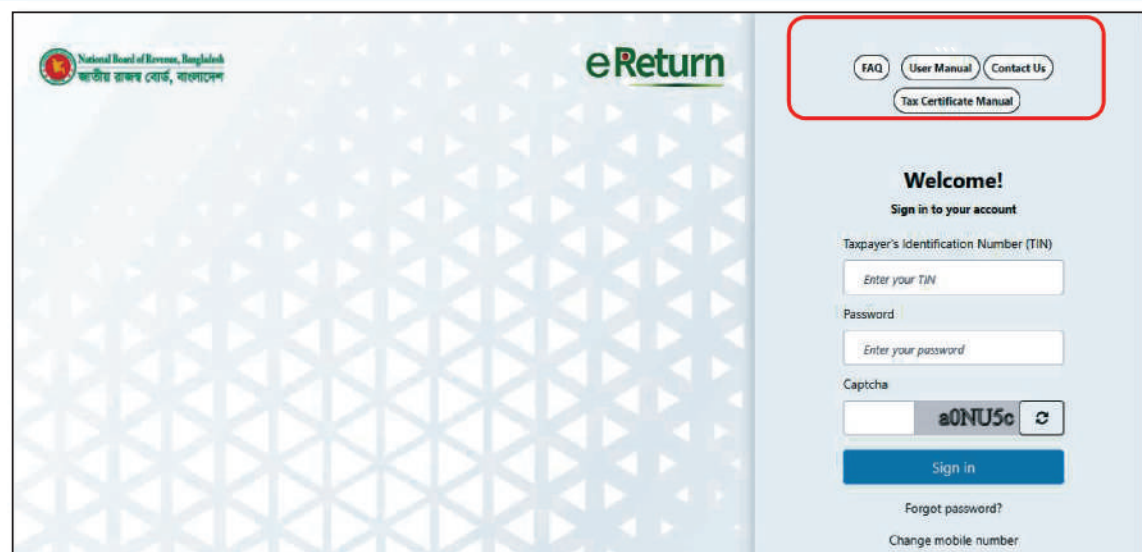 National Board of Revenue, Bangladesh
জাতীয় রাজস্ব বোর্ড, বাংলাদেশ
eReturn
FAQ User Manual Contact Us
Tax Certificate Manual
Welcome!
Sign in to your account
Taxpayer's Identification Number (TIN)
Enter your TIN
Password
Enter your password
Captcha
a0NU5c
Sign in
Forgot password?
Change mobile number